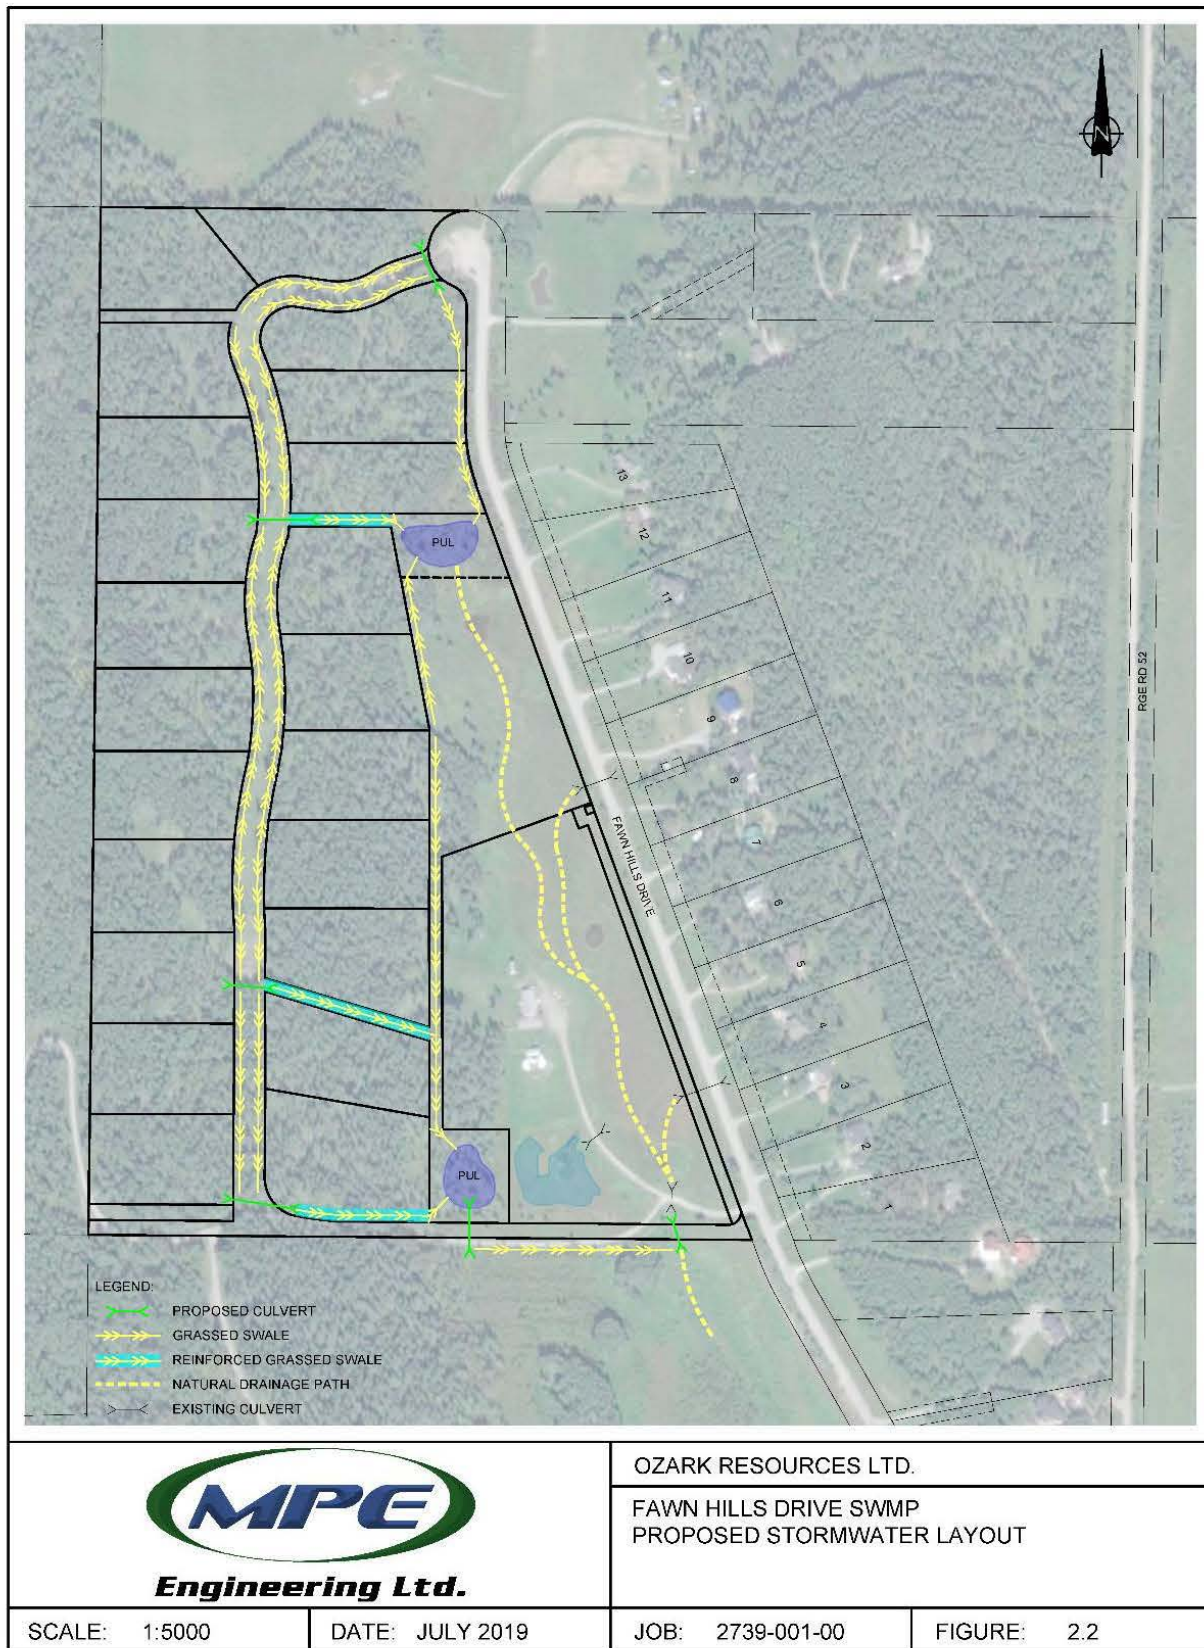 N
13
12
11
10
9
8
7
6
5
4
3
2
1
PUL
PUL
FAWN HILLS DRIVE
RGE RD 52
LEGEND:
PROPOSED CULVERT
GRASSED SWALE
REINFORCED GRASSED SWALE
NATURAL DRAINAGE PATH
EXISTING CULVERT
MPE
Engineering Ltd.
OZARK RESOURCES LTD.
FAWN HILLS DRIVE SWMP
PROPOSED STORMWATER LAYOUT
SCALE: 1:5000
DATE: JULY 2019
JOB: 2739-001-00
FIGURE: 2.2